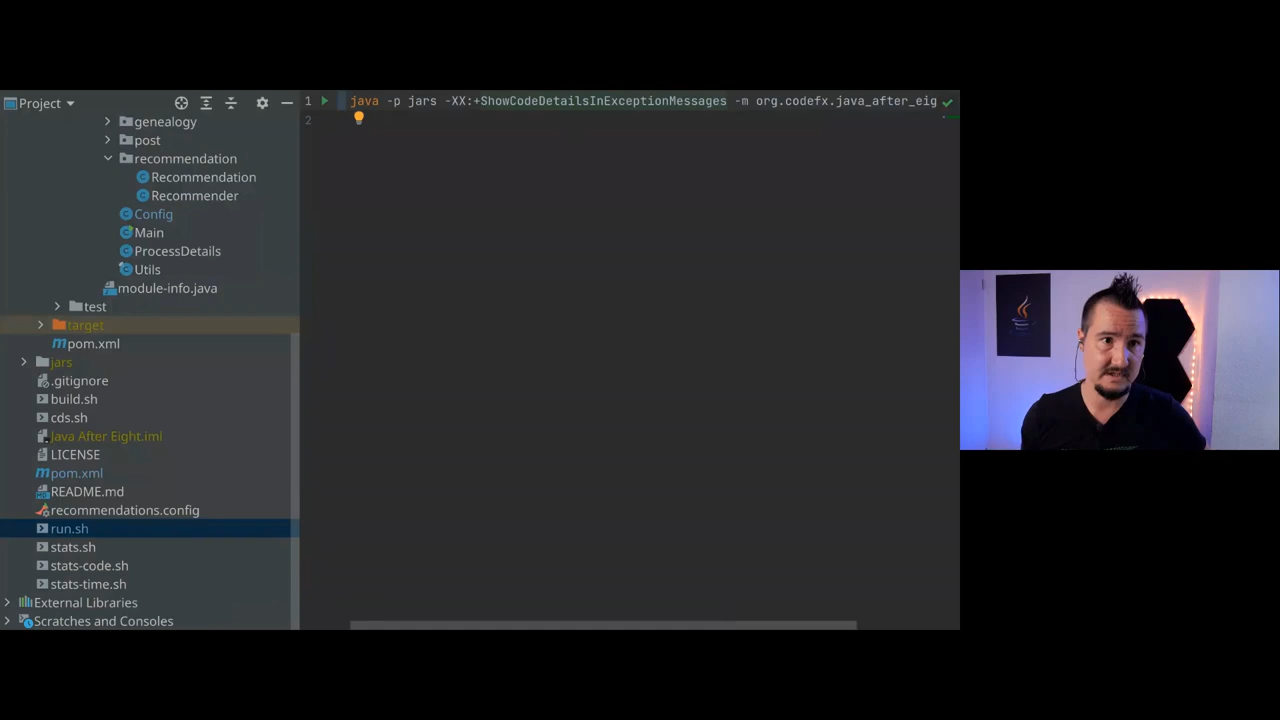 Project
genealogy
post
recommendation
Recommendation
Recommender
Config
Main
ProcessDetails
Utils
module-info.java
test
target
pom.xml
jars
.gitignore
build.sh
cds.sh
Java After Eight.iml
LICENSE
pom.xml
README.md
recommendations.config
run.sh
stats.sh
stats-code.sh
stats-time.sh
External Libraries
Scratches and Consoles
1 java -p jars -XX:+ShowCodeDetailsInExceptionMessages -m org.codefx.java_after_eig
2